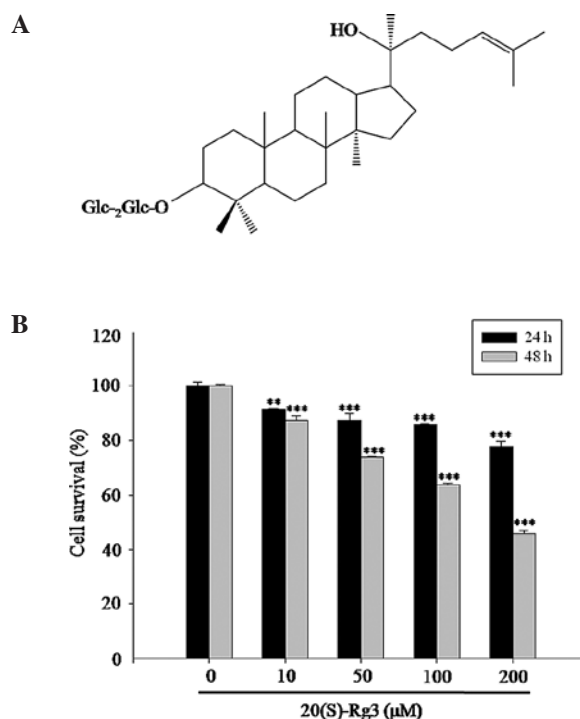 A
HO
Glc-₂Glc-O
B
120
24 h
48 h
100
80
60
40
20
0
Cell survival (%)
** *** *** *** *** *** *** ***
0 10 50 100 200
20(S)-Rg3 (μM)